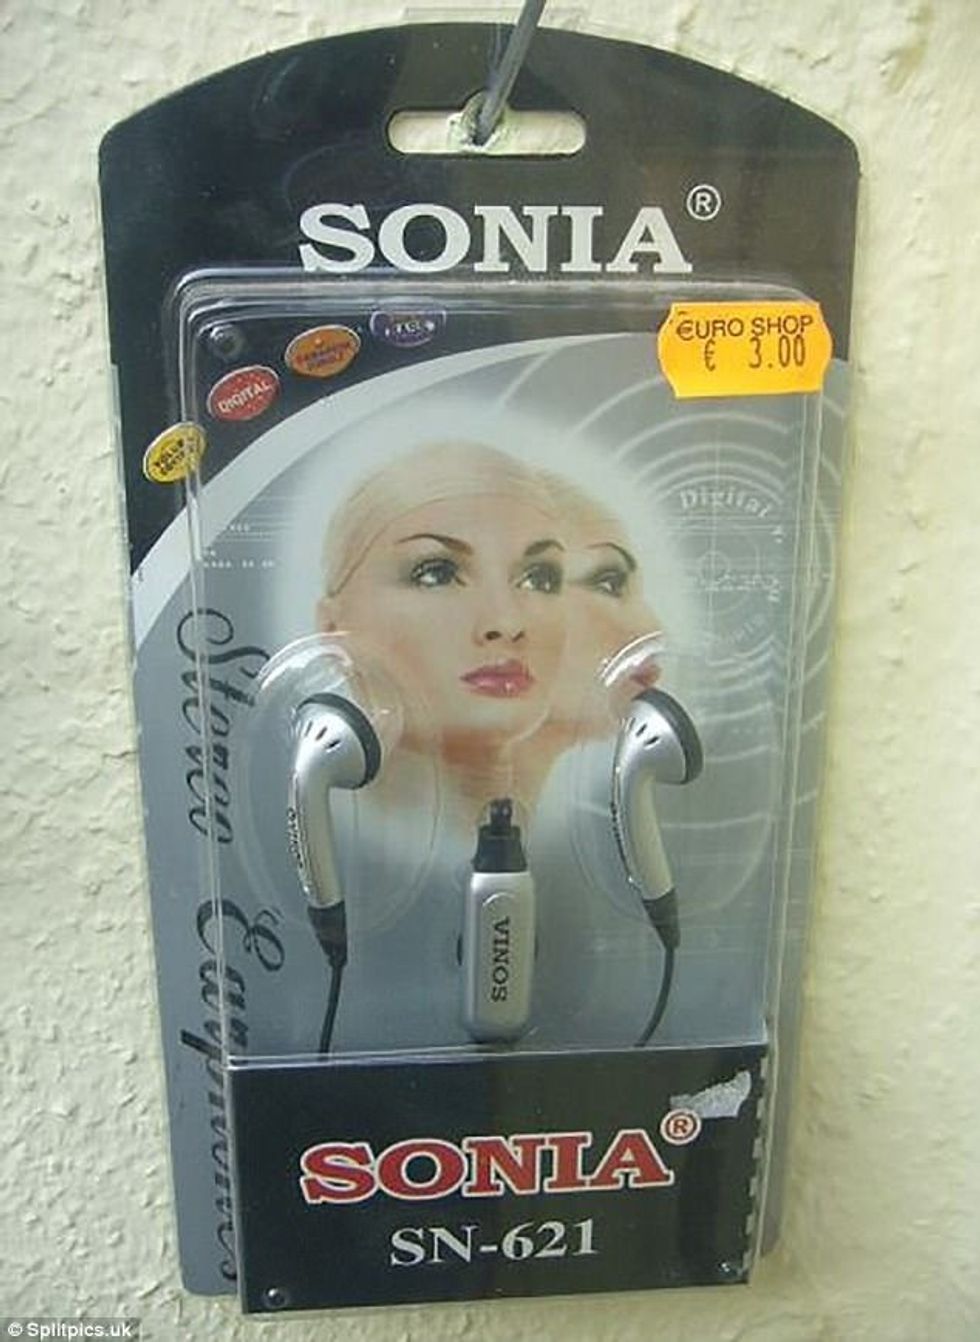 SONIA®
EURO SHOP
€ 3.00
DIGITAL
Digital
Stereo Earphones
SONIA
SONIA®
SN-621
© Splitpics.uk